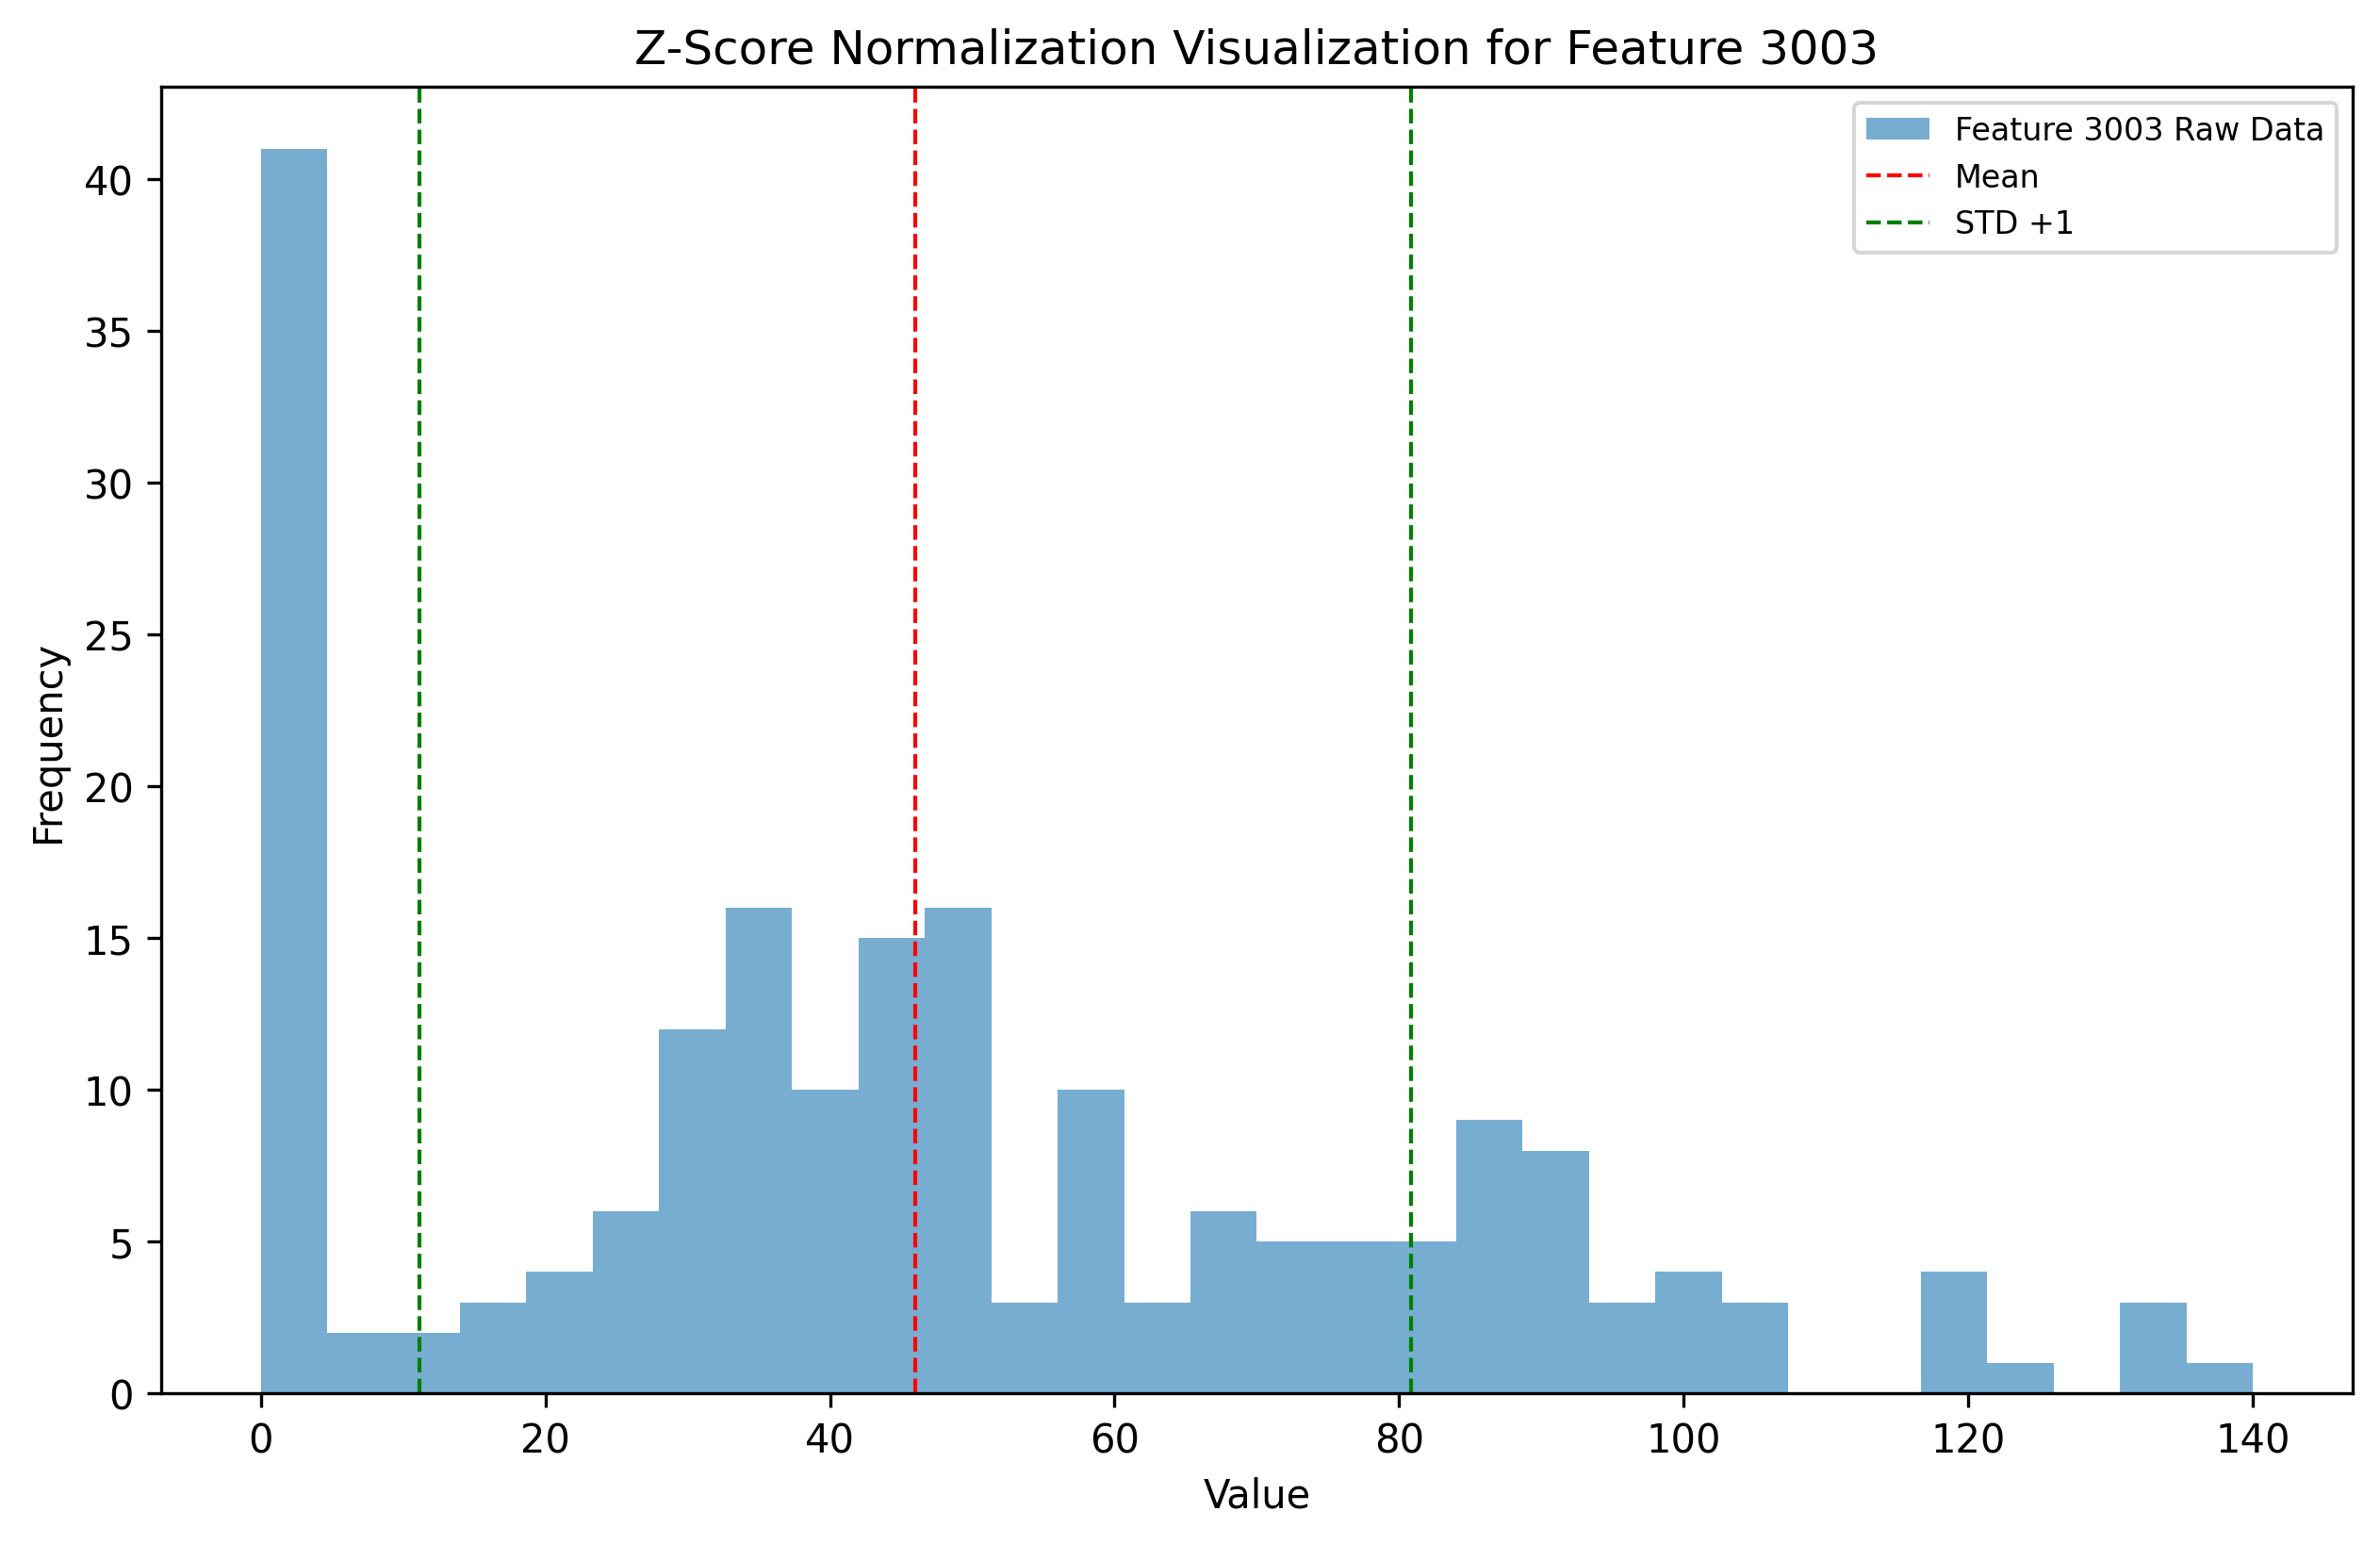 Z-Score Normalization Visualization for Feature 3003
Feature 3003 Raw Data
Mean
STD +1
Frequency
40
35
30
25
20
15
10
5
0
0 20 40 60 80 100 120 140
Value